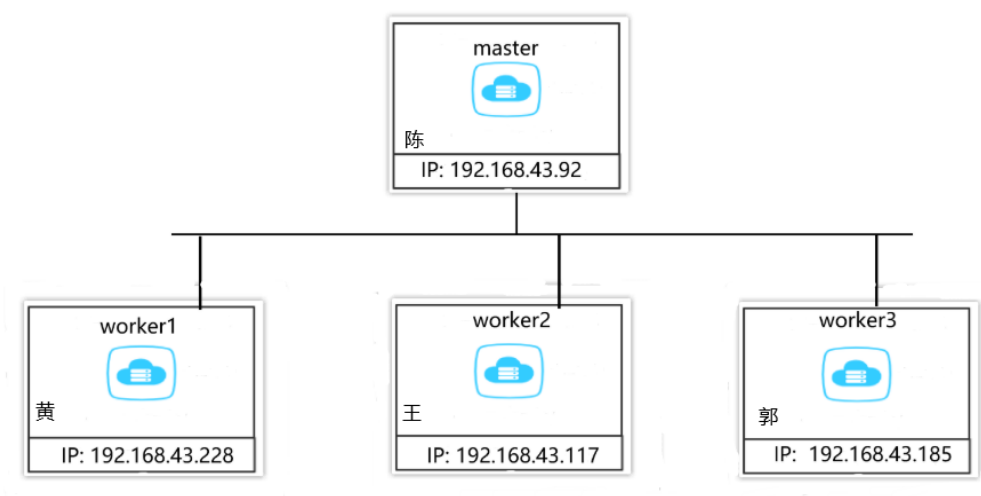 master
陈
IP: 192.168.43.92
worker1
黄
IP: 192.168.43.228
worker2
王
IP: 192.168.43.117
worker3
郭
IP: 192.168.43.185